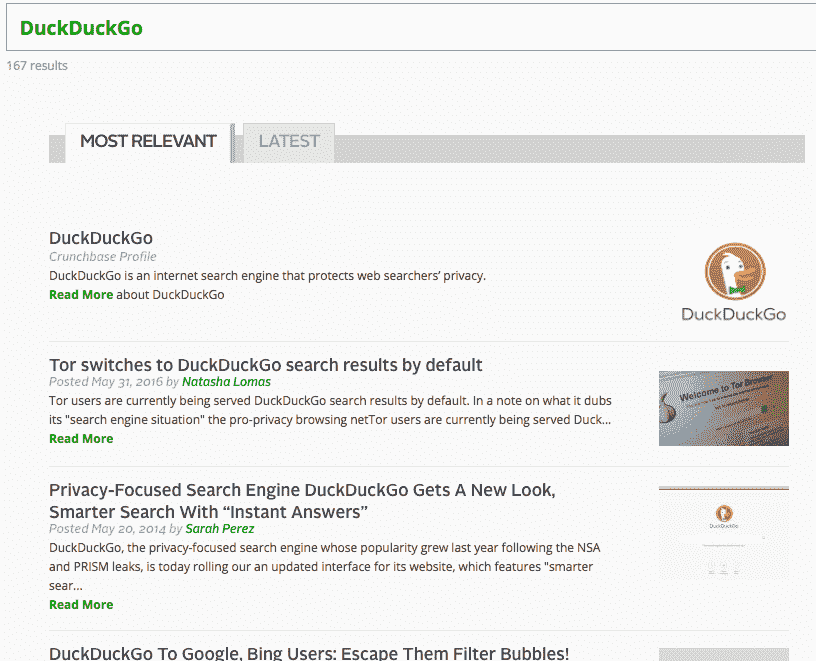 DuckDuckGo
167 results
MOST RELEVANT
LATEST
DuckDuckGo
Crunchbase Profile
DuckDuckGo is an internet search engine that protects web searchers’ privacy.
Read More about DuckDuckGo
DuckDuckGo
Tor switches to DuckDuckGo search results by default
Posted May 31, 2016 by Natasha Lomas
Tor users are currently being served DuckDuckGo search results by default. In a note on what it dubs
its "search engine situation" the pro-privacy browsing netTor users are currently being served Duck...
Read More
Welcome to Tor Browser
Privacy-Focused Search Engine DuckDuckGo Gets A New Look,
Smarter Search With “Instant Answers”
Posted May 20, 2014 by Sarah Perez
DuckDuckGo, the privacy-focused search engine whose popularity grew last year following the NSA
and PRISM leaks, is today rolling our an updated interface for its website, which features "smarter
sear...
Read More
DuckDuckGo
DuckDuckGo To Google, Bing Users: Escape Them Filter Bubbles!